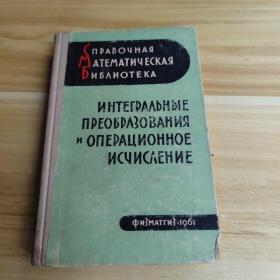 СПРАВОЧНАЯ
МАТЕМАТИЧЕСКАЯ
БИБЛИОТЕКА
ИНТЕГРАЛЬНЫЕ
ПРЕОБРАЗОВАНИЯ
И ОПЕРАЦИОННОЕ
ИСЧИСЛЕНИЕ
ФИЗМАТГИЗ·1961